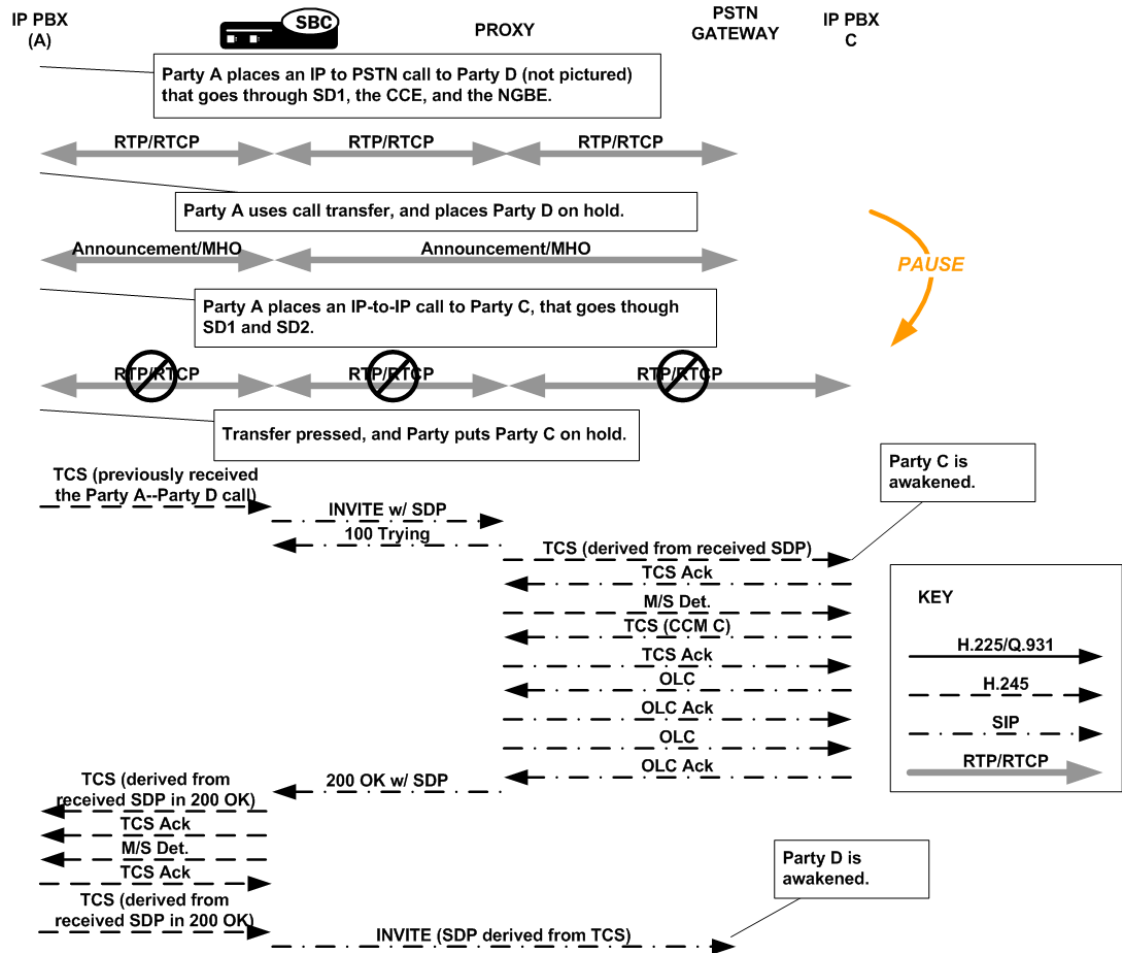 IP PBX
(A)
SBC
PROXY
PSTN
GATEWAY
IP PBX
C
Party A places an IP to PSTN call to Party D (not pictured)
that goes through SD1, the CCE, and the NGBE.
RTP/RTCP
RTP/RTCP
RTP/RTCP
Party A uses call transfer, and places Party D on hold.
Announcement/MHO
Announcement/MHO
PAUSE
Party A places an IP-to-IP call to Party C, that goes though
SD1 and SD2.
RTP/RTCP
RTP/RTCP
RTP/RTCP
Transfer pressed, and Party puts Party C on hold.
Party C is
awakened.
TCS (previously received
the Party A--Party D call)
INVITE w/ SDP
100 Trying
TCS (derived from received SDP)
TCS Ack
M/S Det.
TCS (CCM C)
TCS Ack
OLC
OLC Ack
OLC
OLC Ack
KEY
H.225/Q.931
H.245
SIP
RTP/RTCP
200 OK w/ SDP
TCS (derived from
received SDP in 200 OK)
TCS Ack
M/S Det.
TCS Ack
TCS (derived from
received SDP in 200 OK)
INVITE (SDP derived from TCS)
Party D is
awakened.